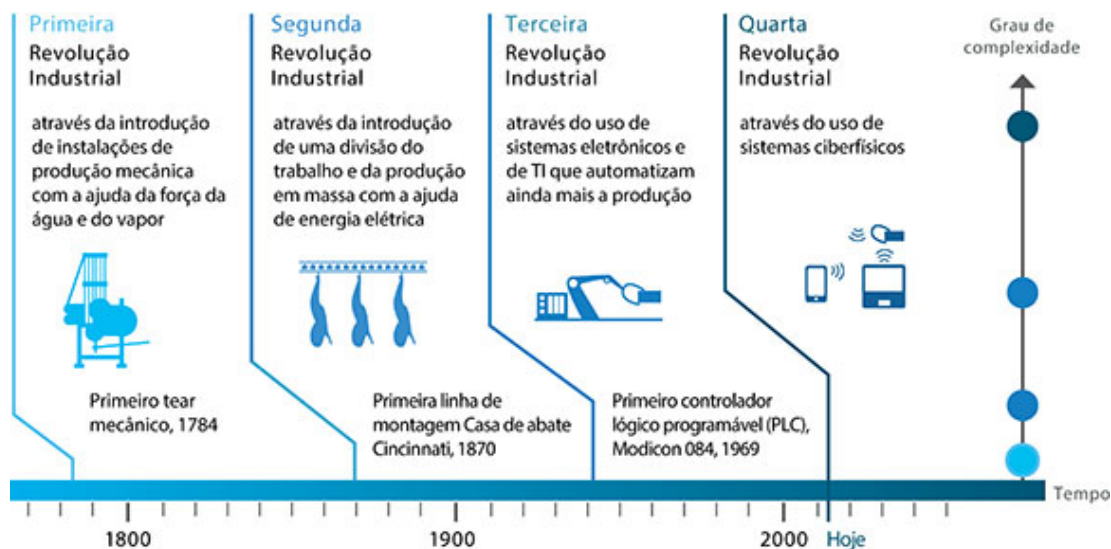 Primeira
Revolução
Industrial
através da introdução
de instalações de
produção mecânica
com a ajuda da força da
água e do vapor
Primeiro tear
mecânico, 1784
Segunda
Revolução
Industrial
através da introdução
de uma divisão do
trabalho e da produção
em massa com a ajuda
de energia elétrica
Primeira linha de
montagem Casa de abate
Cincinnati, 1870
Terceira
Revolução
Industrial
através do uso de
sistemas eletrônicos e
de TI que automatizam
ainda mais a produção
Primeiro controlador
lógico programável (PLC),
Modicon 084, 1969
Quarta
Revolução
Industrial
através do uso de
sistemas ciberfísicos
Grau de
complexidade
Tempo
1800
1900
2000
Hoje